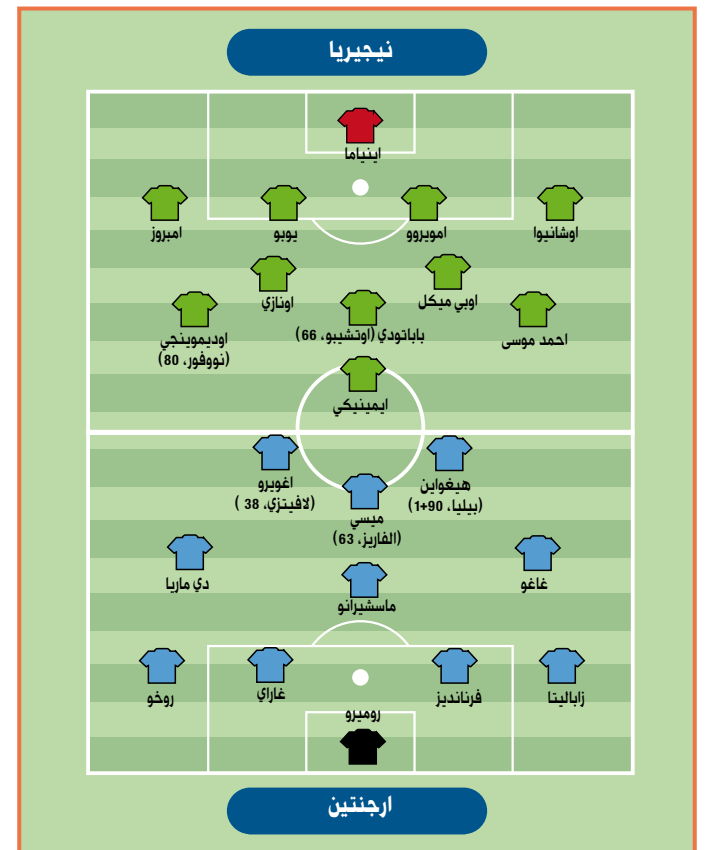 نيجيريا
اينياما
اوشانيوا
امويروو
يوبو
امبروز
اوبي ميكل
اونازي
احمد موسى
باباتودي (اوتشيبو، 66)
اوديموينجي
(نووفور، 80)
ايمينيكي
هيغواين
(بيليا، 90+1)
اغويرو
(لافيتزي، 38 )
ميسي
(الفاريز، 63)
غاغو
دي ماريا
ماسشيرانو
زاباليتا
فرنانديز
غاراي
روخو
روميرو
ارجنتين